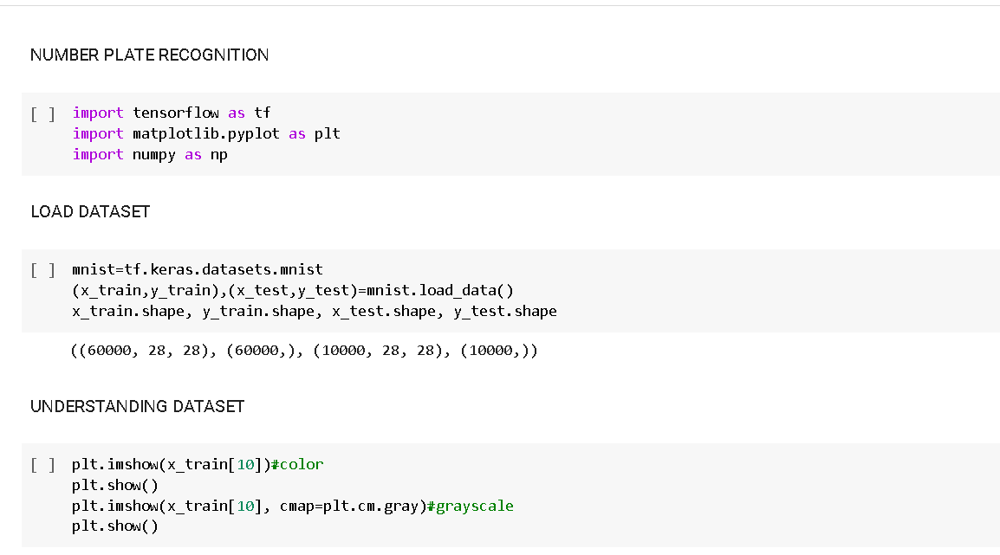 NUMBER PLATE RECOGNITION
[ ] import tensorflow as tf
import matplotlib.pyplot as plt
import numpy as np
LOAD DATASET
[ ] mnist=tf.keras.datasets.mnist
(x_train,y_train),(x_test,y_test)=mnist.load_data()
x_train.shape, y_train.shape, x_test.shape, y_test.shape
((60000, 28, 28), (60000,), (10000, 28, 28), (10000,))
UNDERSTANDING DATASET
[ ] plt.imshow(x_train[10])#color
plt.show()
plt.imshow(x_train[10], cmap=plt.cm.gray)#grayscale
plt.show()